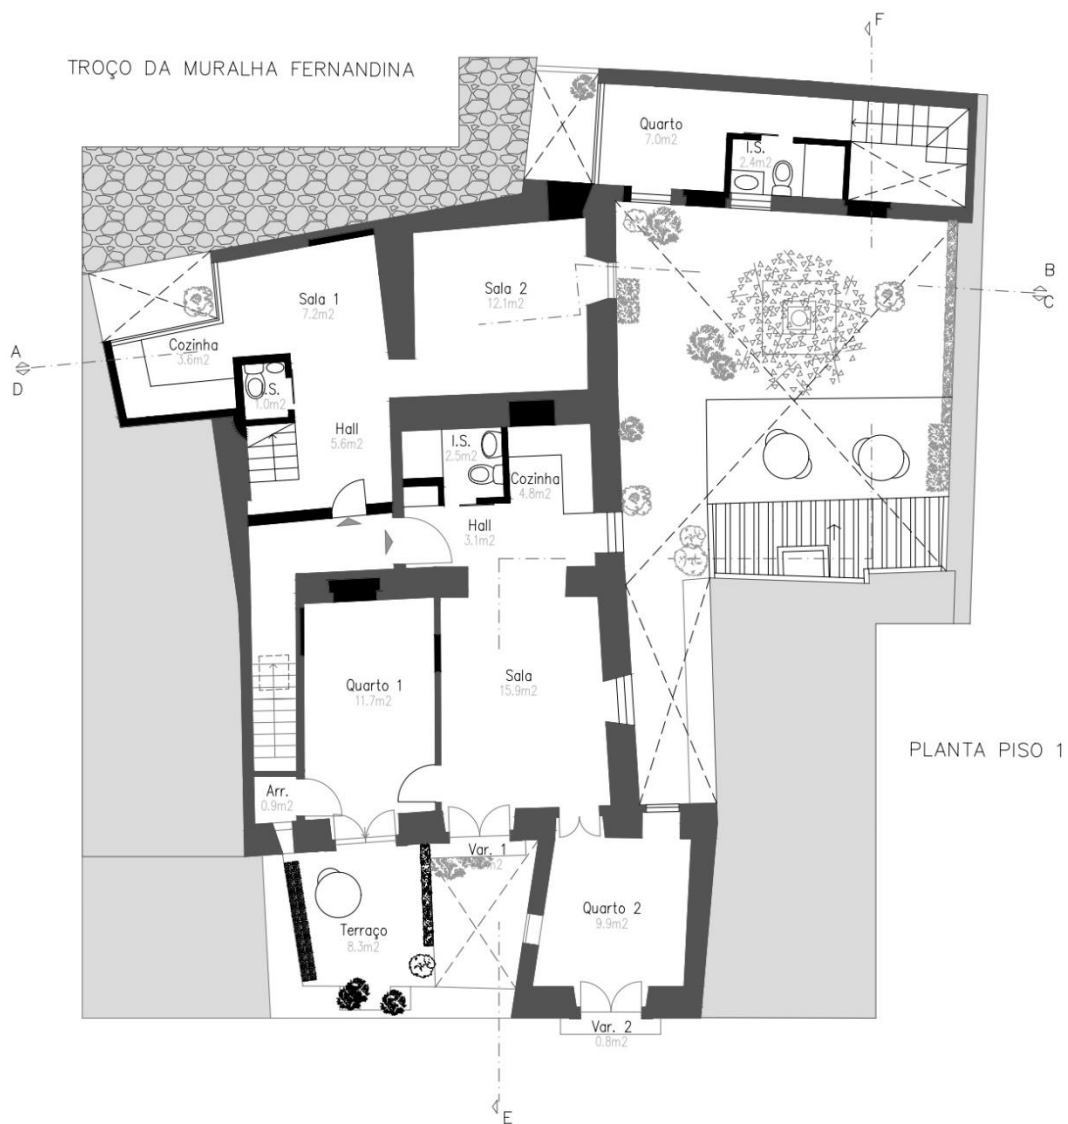 F
TROÇO DA MURALHA FERNANDINA
Quarto
7.0m2
I.S.
2.4m2
B
C
Sala 2
12.1m2
Sala 1
7.2m2
A
D
Cozinha
3.6m2
I.S.
1.0m2
Hall
5.6m2
I.S.
2.5m2
Cozinha
4.8m2
Hall
3.1m2
Quarto 1
11.7m2
Sala
15.9m2
PLANTA PISO 1
Arr.
0.9m2
Var. 1
Terraço
8.3m2
Quarto 2
9.9m2
Var. 2
0.8m2
E